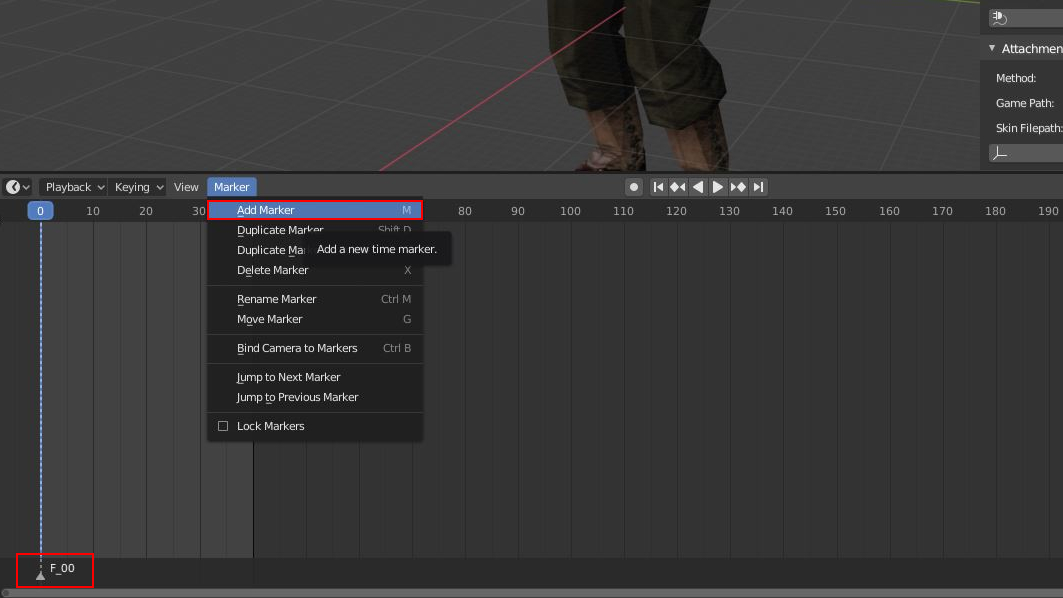 Attachmen
Method:
Game Path:
Skin Filepath:
Playback Keying View Marker
0 10 20 30 80 90 100 110 120 130 140 150 160 170 180 190
Add Marker M
Duplicate Marker Shift D
Duplicate Ma
Add a new time marker.
Delete Marker X
Rename Marker Ctrl M
Move Marker G
Bind Camera to Markers Ctrl B
Jump to Next Marker
Jump to Previous Marker
Lock Markers
F_00